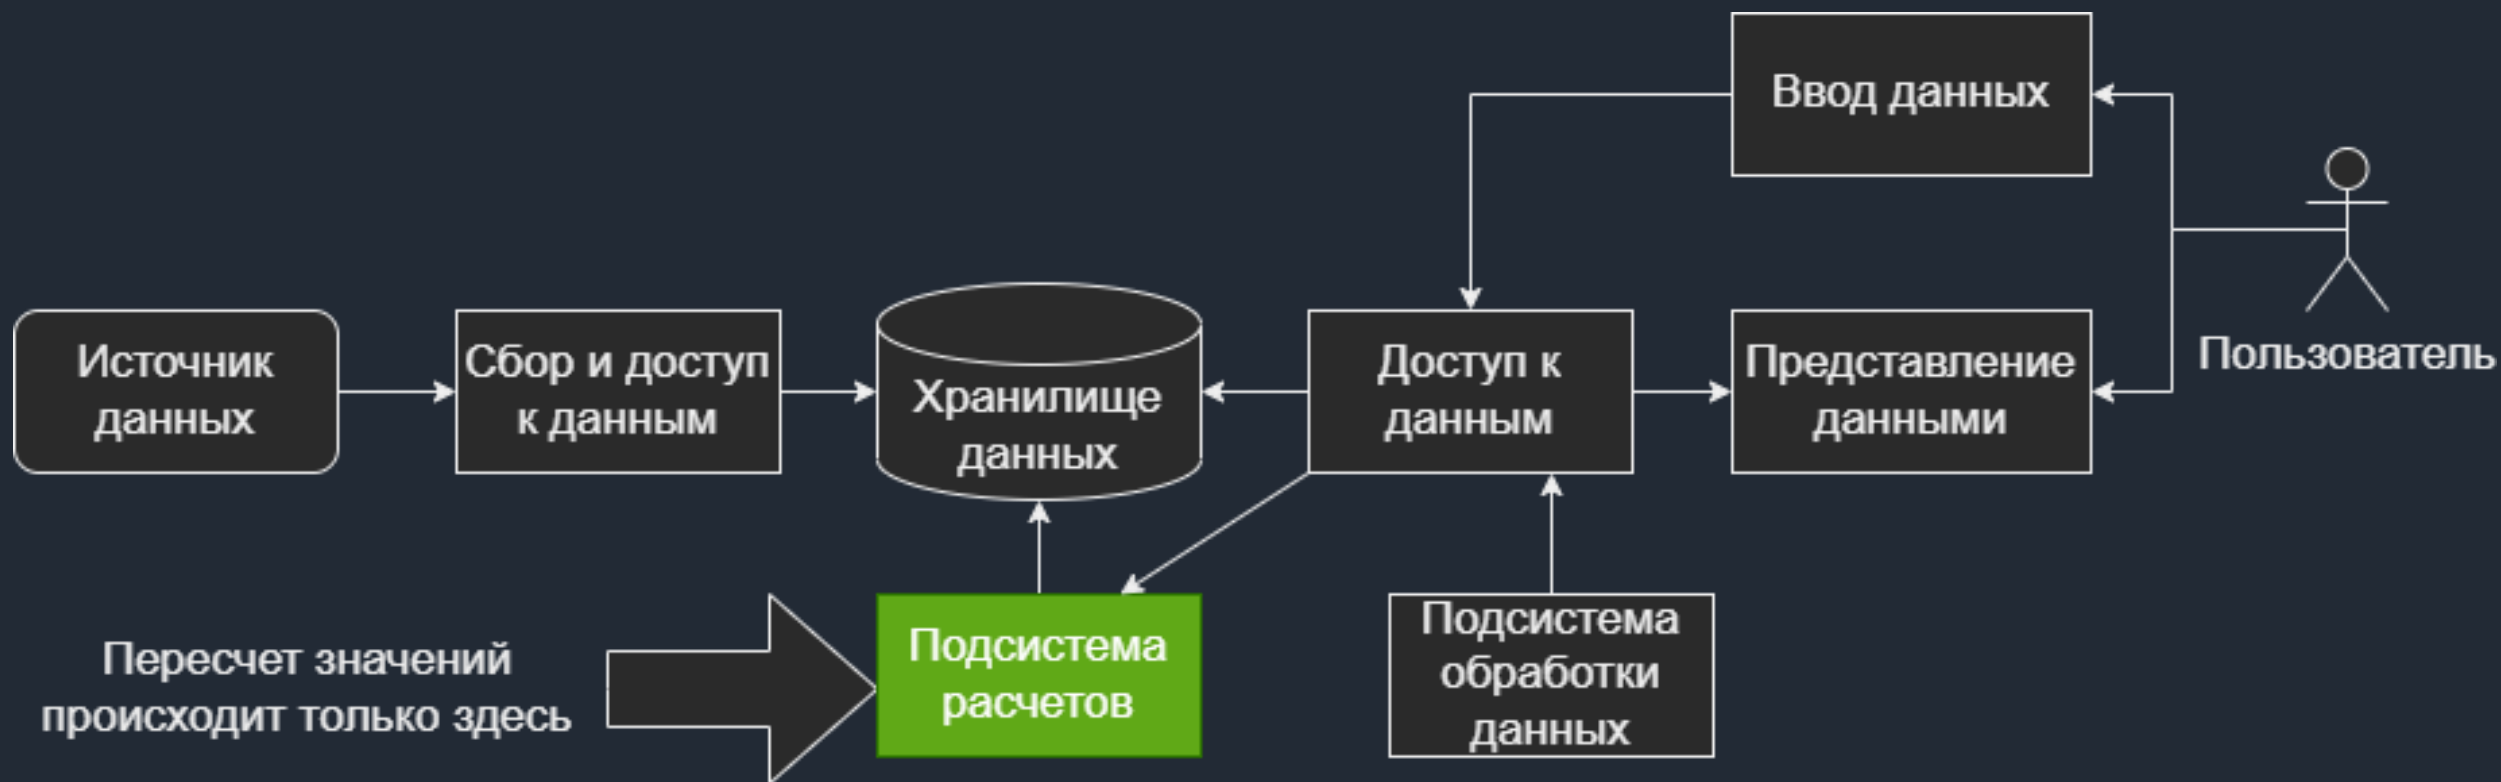 Ввод данных
Источник
данных
Сбор и доступ
к данным
Хранилище
данных
Доступ к
данным
Представление
данными
Пользователь
Пересчет значений
происходит только здесь
Подсистема
расчетов
Подсистема
обработки
данных